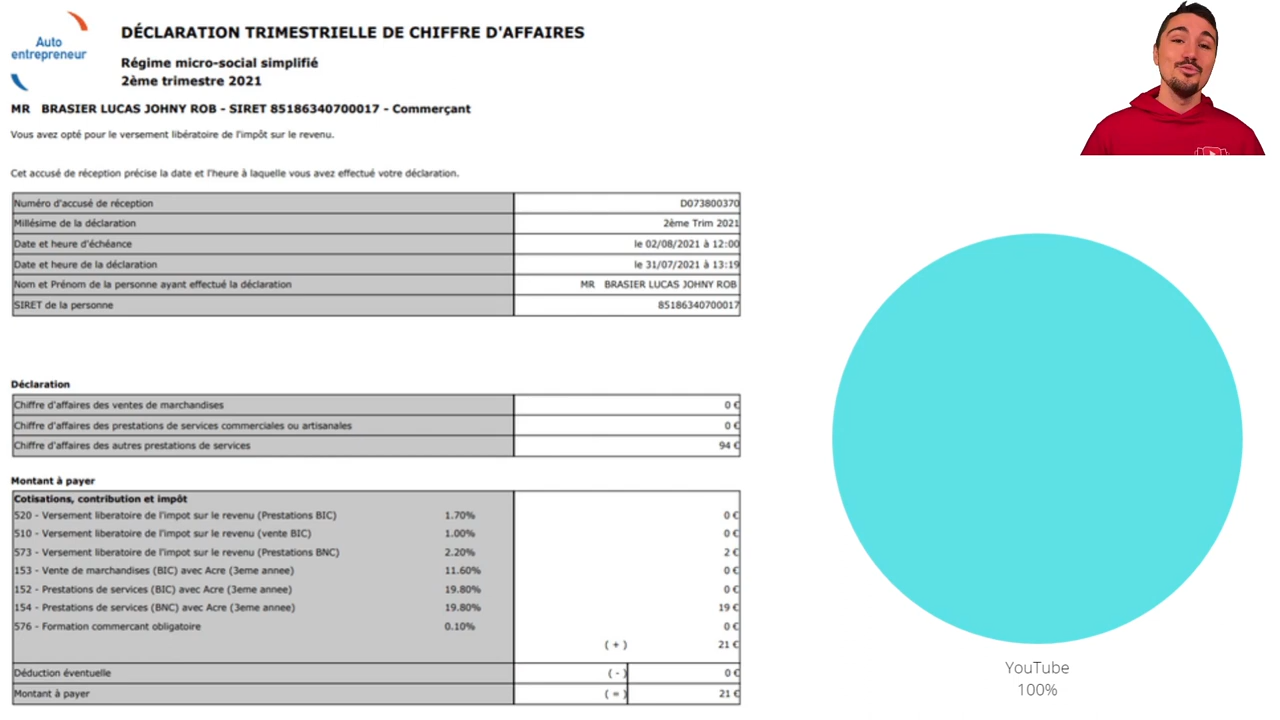 Auto
entrepreneur
DÉCLARATION TRIMESTRIELLE DE CHIFFRE D'AFFAIRES
Régime micro-social simplifié
2ème trimestre 2021
MR BRASIER LUCAS JOHNY ROB - SIRET 85186340700017 - Commerçant
Vous avez opté pour le versement libératoire de l'impôt sur le revenu.
Cet accusé de réception précise la date et l'heure à laquelle vous avez effectué votre déclaration.
Numéro d'accusé de réception D073800370
Millésime de la déclaration 2ème Trim 2021
Date et heure d'échéance le 02/08/2021 à 12:00
Date et heure de la déclaration le 31/07/2021 à 13:19
Nom et Prénom de la personne ayant effectué la déclaration MR BRASIER LUCAS JOHNY ROB
SIRET de la personne 85186340700017
Déclaration
Chiffre d'affaires des ventes de marchandises 0 €
Chiffre d'affaires des prestations de services commerciales ou artisanales 0 €
Chiffre d'affaires des autres prestations de services 94 €
Montant à payer
Cotisations, contribution et impôt
520 - Versement liberatoire de l'impot sur le revenu (Prestations BIC) 1.70% 0 €
510 - Versement liberatoire de l'impot sur le revenu (vente BIC) 1.00% 0 €
573 - Versement liberatoire de l'impot sur le revenu (Prestations BNC) 2.20% 2 €
153 - Vente de marchandises (BIC) avec Acre (3eme annee) 11.60% 0 €
152 - Prestations de services (BIC) avec Acre (3eme annee) 19.80% 0 €
154 - Prestations de services (BNC) avec Acre (3eme annee) 19.80% 19 €
576 - Formation commercant obligatoire 0.10% 0 €
( + ) 21 €
Déduction éventuelle ( - ) 0 €
Montant à payer ( = ) 21 €
YouTube
100%